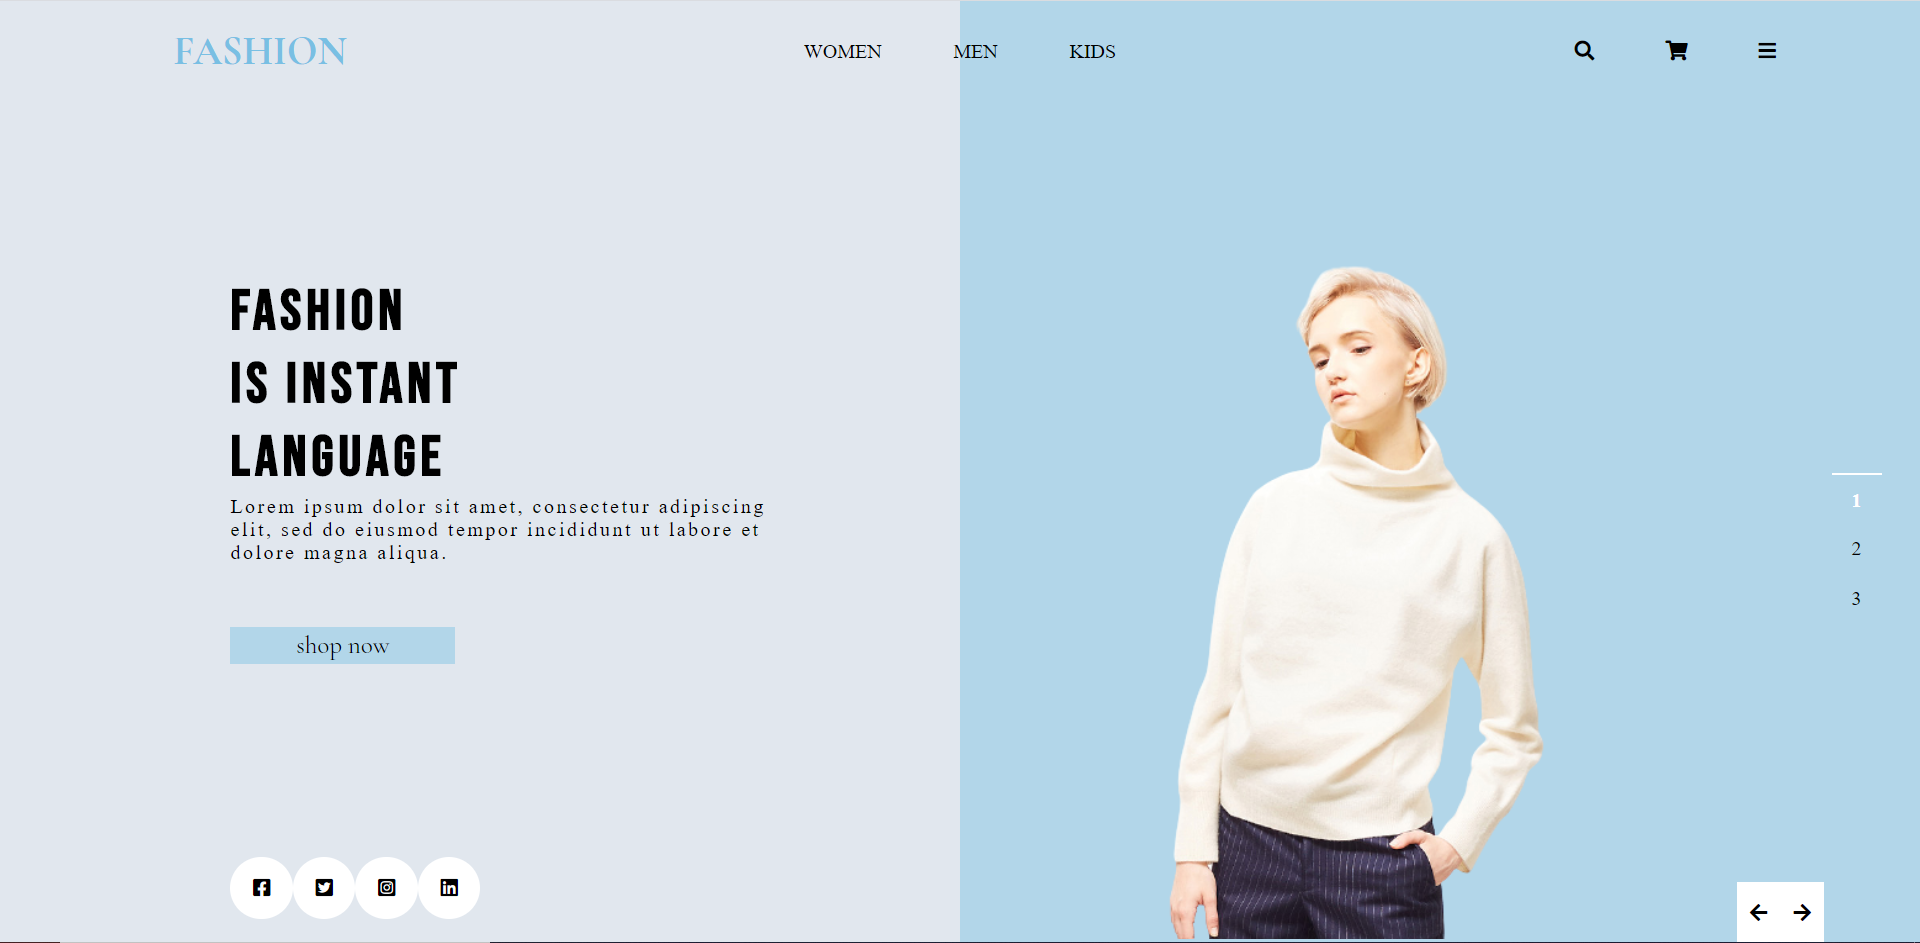 FASHION
WOMEN MEN KIDS
FASHION
IS INSTANT
LANGUAGE
Lorem ipsum dolor sit amet, consectetur adipiscing
elit, sed do eiusmod tempor incididunt ut labore et
dolore magna aliqua.
shop now
1
2
3